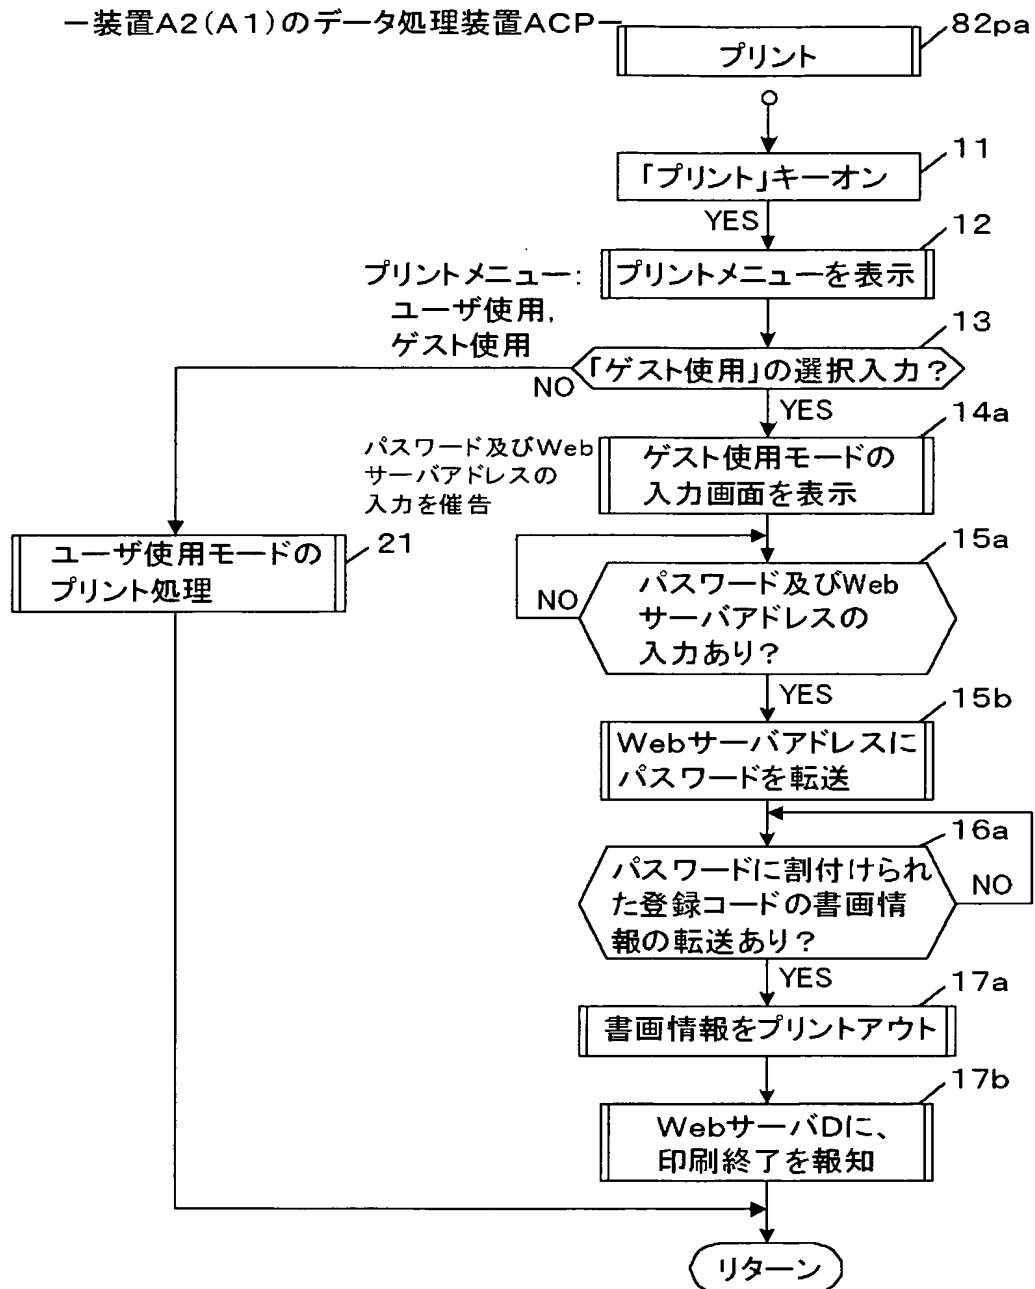 −装置A2(A1)のデータ処理装置ACP−
82pa
プリント
11
「プリント」キーオン
YES
12
プリントメニューを表示
プリントメニュー:
ユーザ使用,
ゲスト使用
13
「ゲスト使用」の選択入力?
NO
YES
14a
ゲスト使用モードの
入力画面を表示
パスワード及びWeb
サーバアドレスの
入力を催告
21
ユーザ使用モードの
プリント処理
15a
パスワード及びWeb
サーバアドレスの
入力あり?
NO
YES
15b
Webサーバアドレスに
パスワードを転送
16a
パスワードに割付けられ
た登録コードの書画情
報の転送あり?
NO
YES
17a
書画情報をプリントアウト
17b
WebサーバDに、
印刷終了を報知
リターン